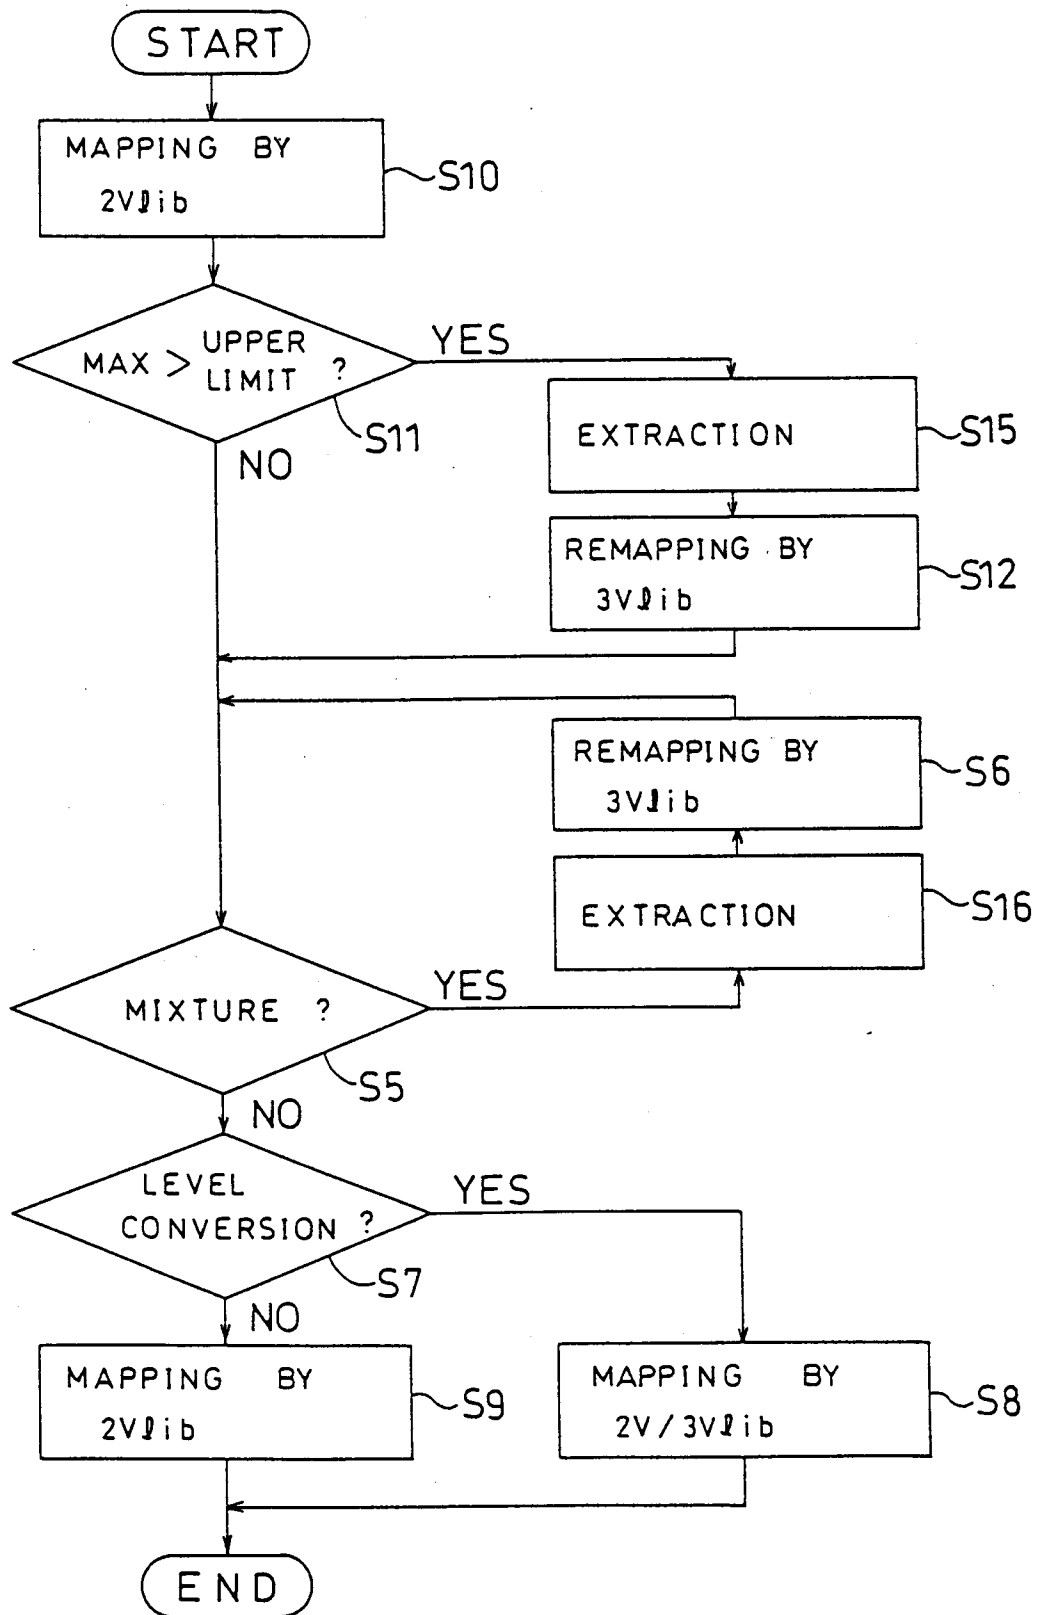 START
MAPPING BY
2Vlib
S10
MAX > UPPER LIMIT ?
S11
YES
NO
EXTRACTION
S15
REMAPPING BY
3Vlib
S12
REMAPPING BY
3Vlib
S6
EXTRACTION
S16
MIXTURE ?
YES
S5
NO
LEVEL
CONVERSION ?
YES
S7
NO
MAPPING BY
2Vlib
S9
MAPPING BY
2V/3Vlib
S8
END